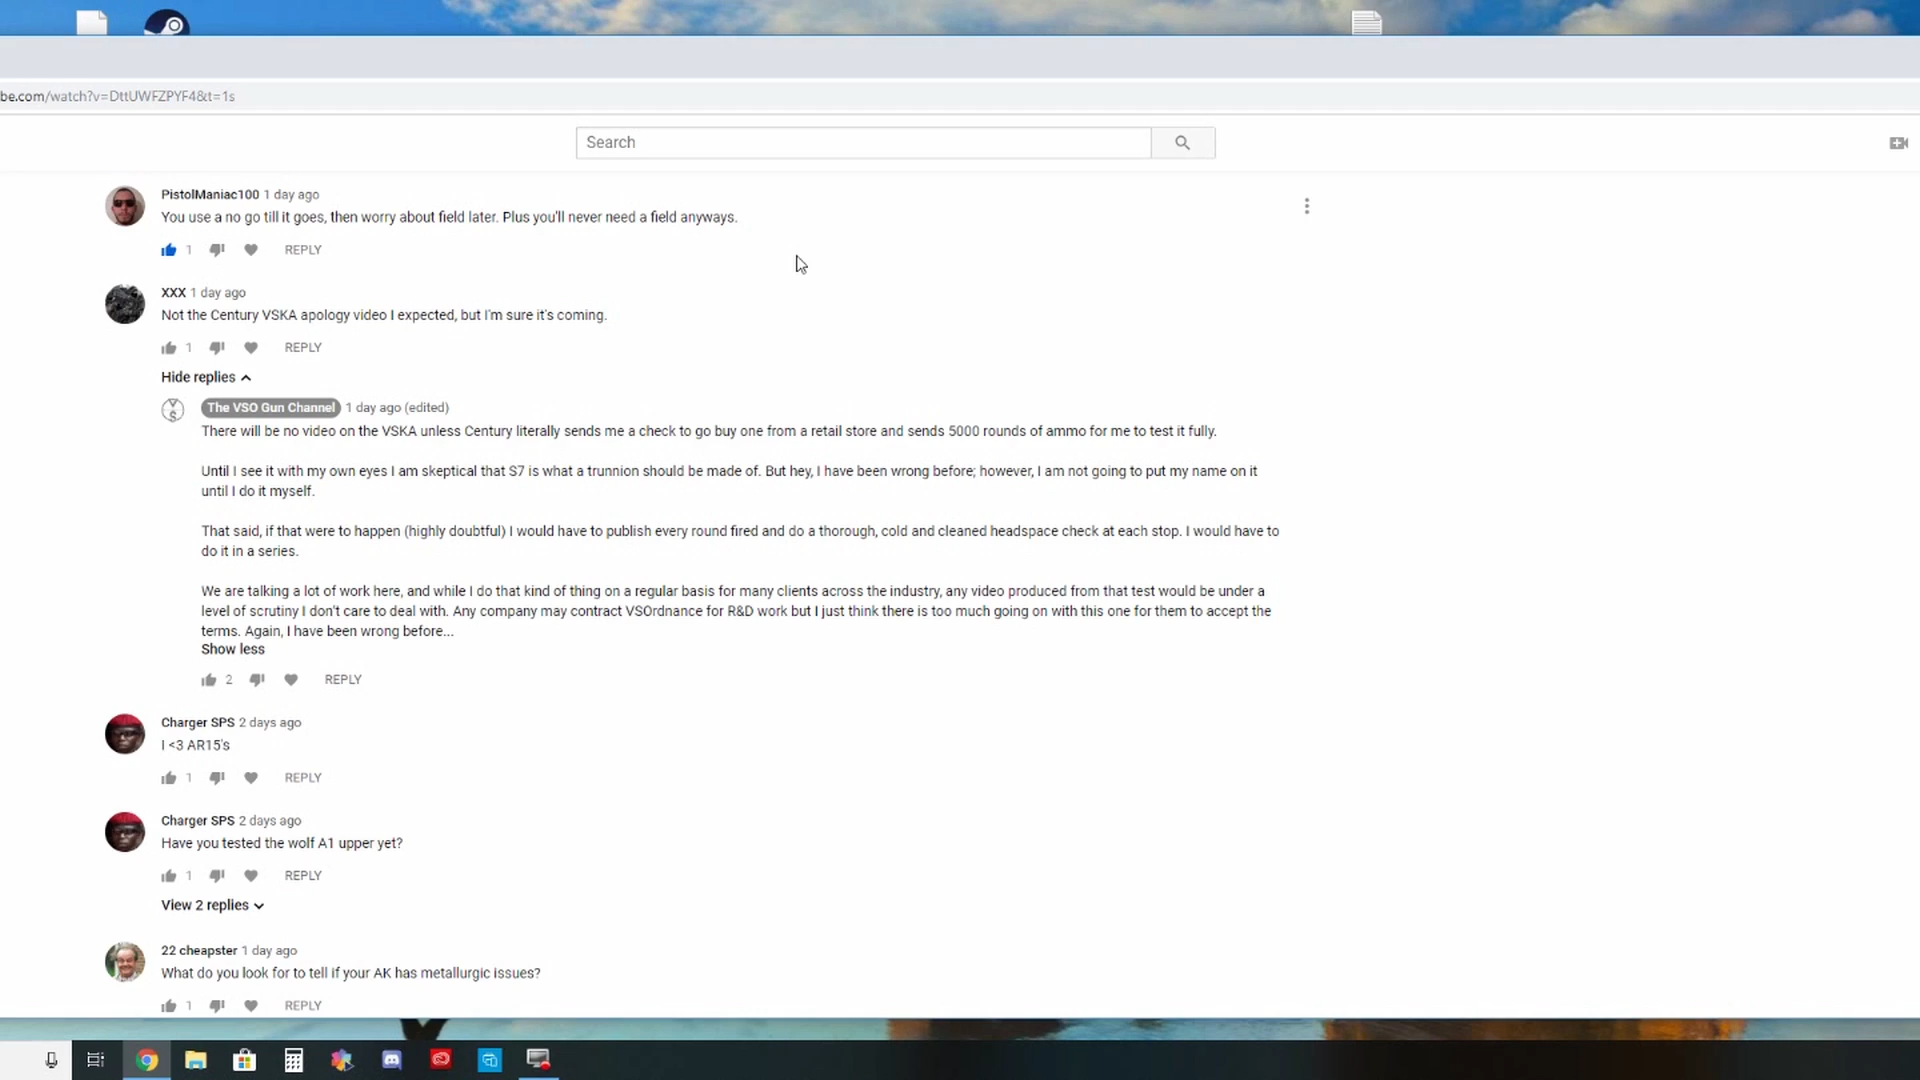 be.com/watch?v=DttUWFZPYF4&t=1s
Search
PistolManiac100 1 day ago
You use a no go till it goes, then worry about field later. Plus you'll never need a field anyways.
1 REPLY
XXX 1 day ago
Not the Century VSKA apology video I expected, but I'm sure it's coming.
1 REPLY
Hide replies
The VSO Gun Channel 1 day ago (edited)
There will be no video on the VSKA unless Century literally sends me a check to go buy one from a retail store and sends 5000 rounds of ammo for me to test it fully.
Until I see it with my own eyes I am skeptical that S7 is what a trunnion should be made of. But hey, I have been wrong before; however, I am not going to put my name on it
until I do it myself.
That said, if that were to happen (highly doubtful) I would have to publish every round fired and do a thorough, cold and cleaned headspace check at each stop. I would have to
do it in a series.
We are talking a lot of work here, and while I do that kind of thing on a regular basis for many clients across the industry, any video produced from that test would be under a
level of scrutiny I don't care to deal with. Any company may contract VSOrdnance for R&D work but I just think there is too much going on with this one for them to accept the
terms. Again, I have been wrong before...
Show less
2 REPLY
Charger SPS 2 days ago
I <3 AR15's
1 REPLY
Charger SPS 2 days ago
Have you tested the wolf A1 upper yet?
1 REPLY
View 2 replies
22 cheapster 1 day ago
What do you look for to tell if your AK has metallurgic issues?
1 REPLY